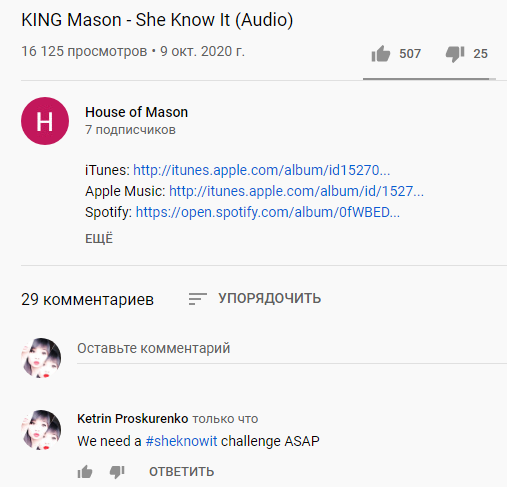 KING Mason - She Know It (Audio)
16 125 просмотров • 9 окт. 2020 г.
507
25
H
House of Mason
7 подписчиков
iTunes: http://itunes.apple.com/album/id15270...
Apple Music: http://itunes.apple.com/album/id/1527...
Spotify: https://open.spotify.com/album/0fWBED...
ЕЩЁ
29 комментариев
УПОРЯДОЧИТЬ
Оставьте комментарий
Ketrin Proskurenko только что
We need a #sheknowit challenge ASAP
ОТВЕТИТЬ